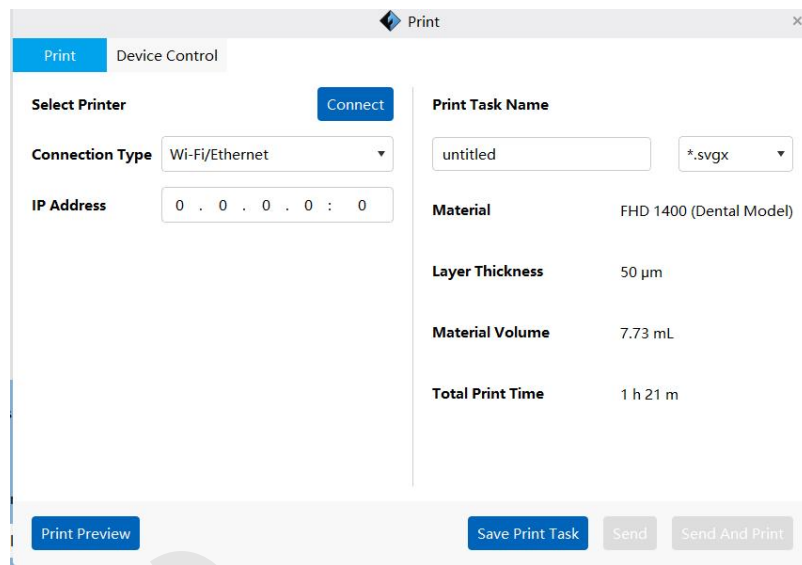 Print
Print Device Control
Select Printer Connect
Connection Type Wi-Fi/Ethernet
IP Address 0 . 0 . 0 . 0 : 0
Print Task Name
untitled *.svgx
Material FHD 1400 (Dental Model)
Layer Thickness 50 μm
Material Volume 7.73 mL
Total Print Time 1 h 21 m
Print Preview Save Print Task Send Send And Print